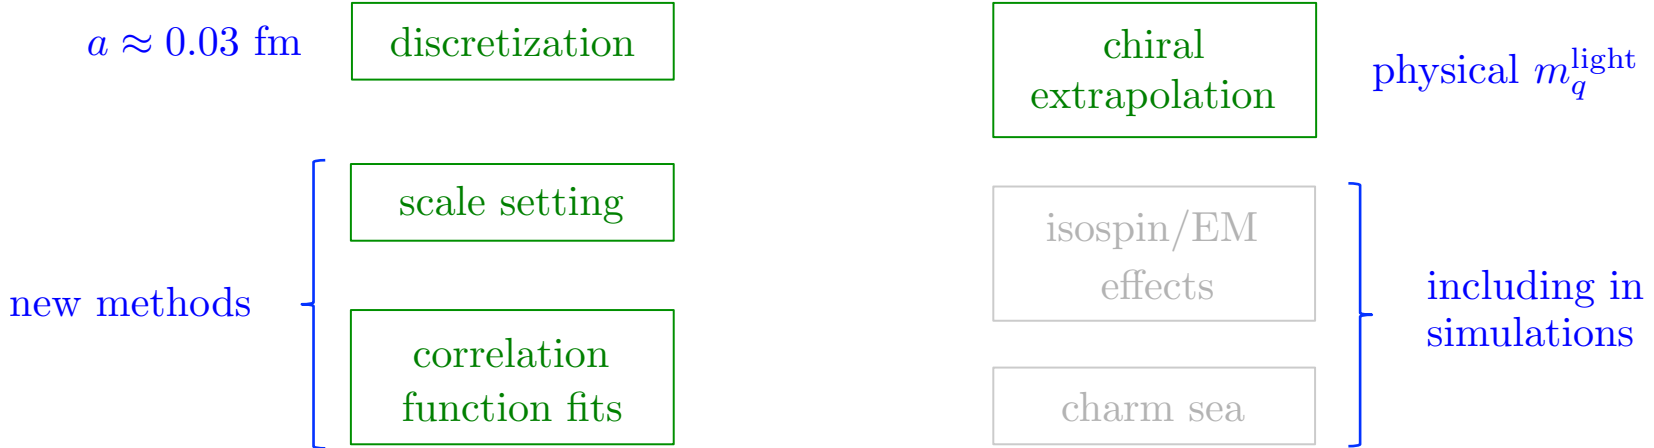 a ≈ 0.03 fm
discretization
scale setting
new methods
correlation
function fits
chiral
extrapolation
physical m_q^light
isospin/EM
effects
including in
simulations
charm sea